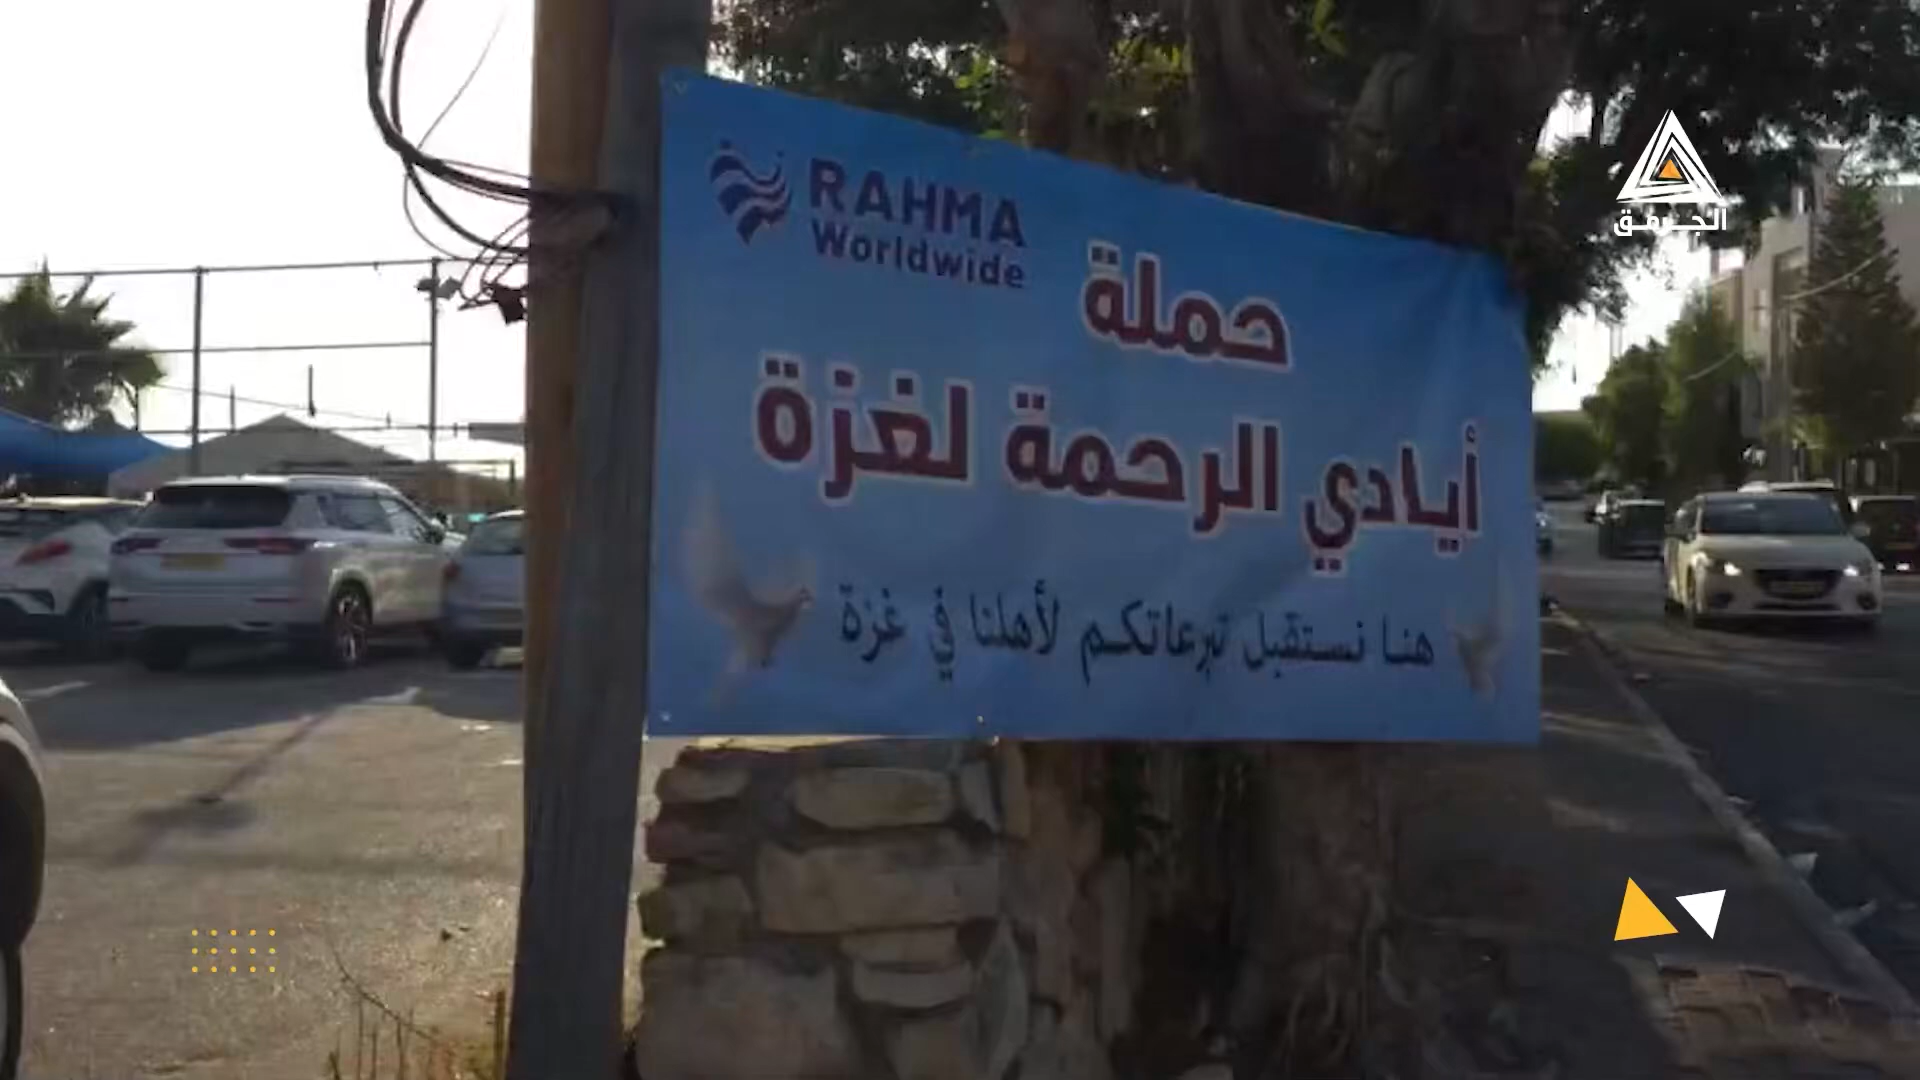 RAHMA
Worldwide
حملة
أيادي الرحمة لغزة
هنا نستقبل تبرعاتكم لأهلنا في غزة
الجرمق